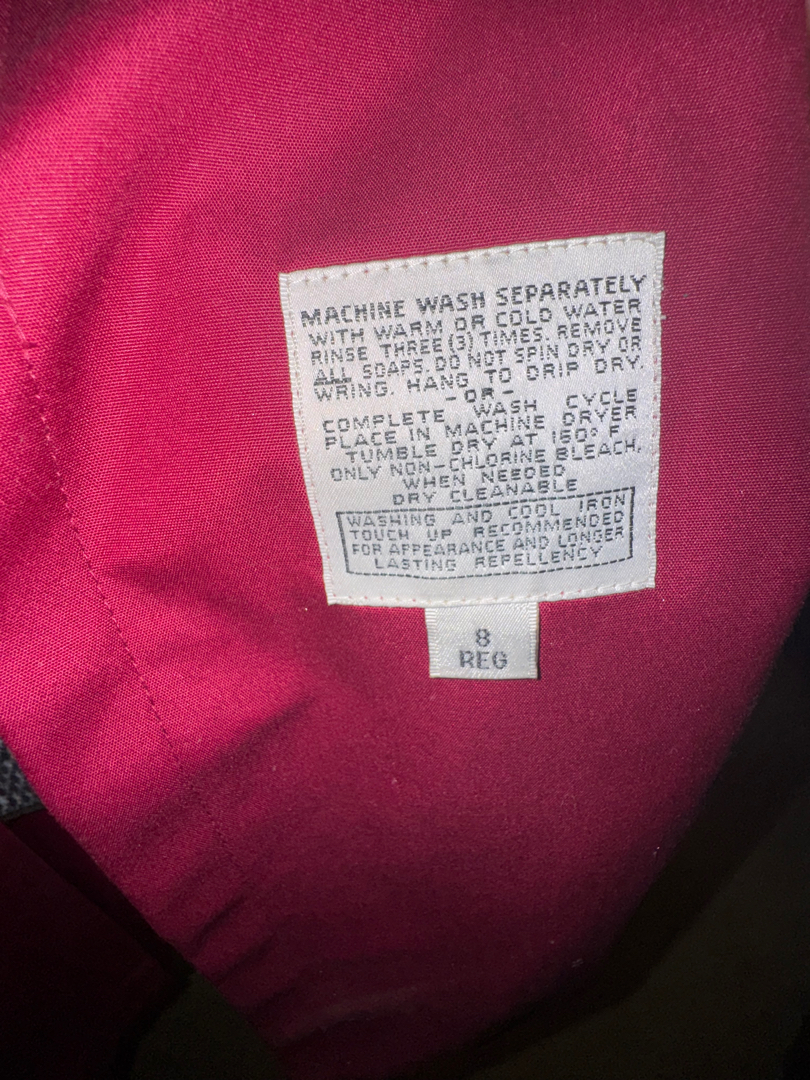 MACHINE WASH SEPARATELY
WITH WARM OR COLD WATER
RINSE THREE (3) TIMES. REMOVE
ALL SOAPS. DO NOT SPIN DRY OR
WRING. HANG TO DRIP DRY.
-OR-
COMPLETE WASH CYCLE
PLACE IN MACHINE DRYER
TUMBLE DRY AT 160° F.
ONLY NON-CHLORINE BLEACH,
WHEN NEEDED
DRY CLEANABLE
WASHING AND COOL IRON
TOUCH UP RECOMMENDED
FOR APPEARANCE AND LONGER
LASTING REPELLENCY
8
REG